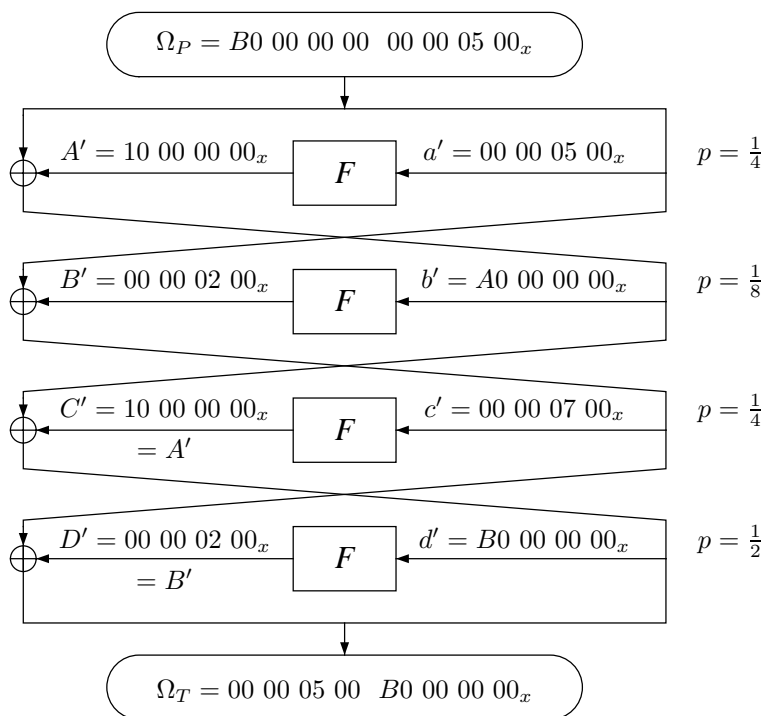 Ω_P = B0 00 00 00 00 00 05 00_x
A′ = 10 00 00 00_x F a′ = 00 00 05 00_x p = 1/4
B′ = 00 00 02 00_x F b′ = A0 00 00 00_x p = 1/8
C′ = 10 00 00 00_x F c′ = 00 00 07 00_x p = 1/4
= A′
D′ = 00 00 02 00_x F d′ = B0 00 00 00_x p = 1/2
= B′
Ω_T = 00 00 05 00 B0 00 00 00_x